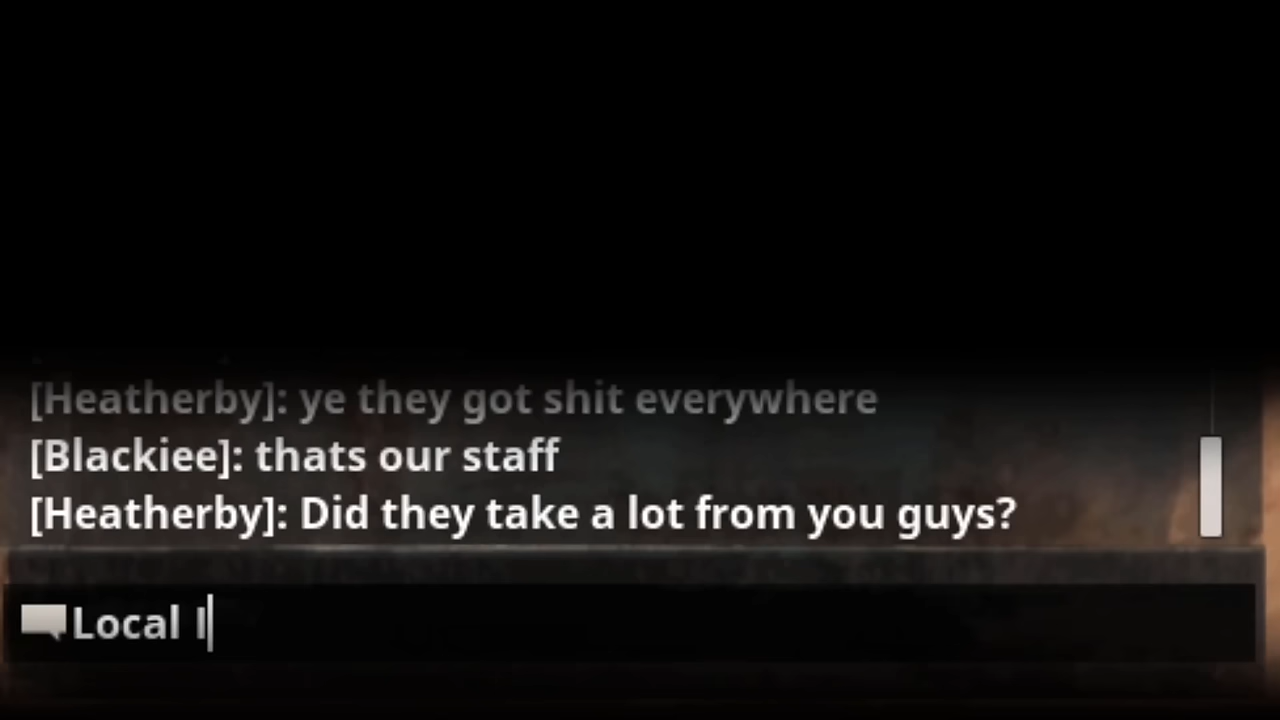 [Heatherby]: ye they got shit everywhere
[Blackiee]: thats our staff
[Heatherby]: Did they take a lot from you guys?
Local l